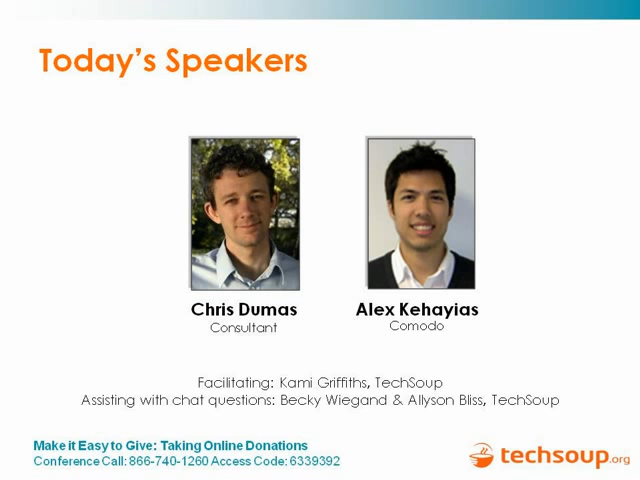 Today's Speakers
Chris Dumas
Consultant
Alex Kehayias
Comodo
Facilitating: Kami Griffiths, TechSoup
Assisting with chat questions: Becky Wiegand & Allyson Bliss, TechSoup
Make it Easy to Give: Taking Online Donations
Conference Call: 866-740-1260 Access Code: 6339392
techsoup.org